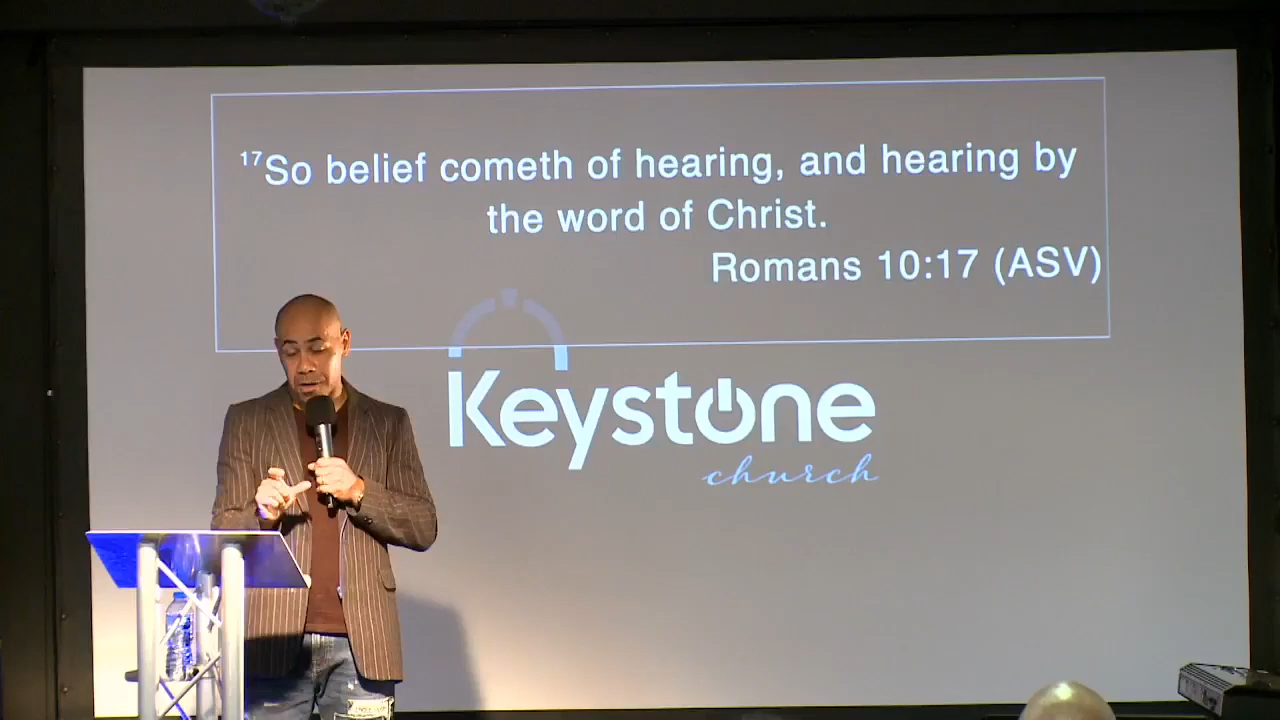 ¹⁷So belief cometh of hearing, and hearing by
the word of Christ.
Romans 10:17 (ASV)
Keystone
church